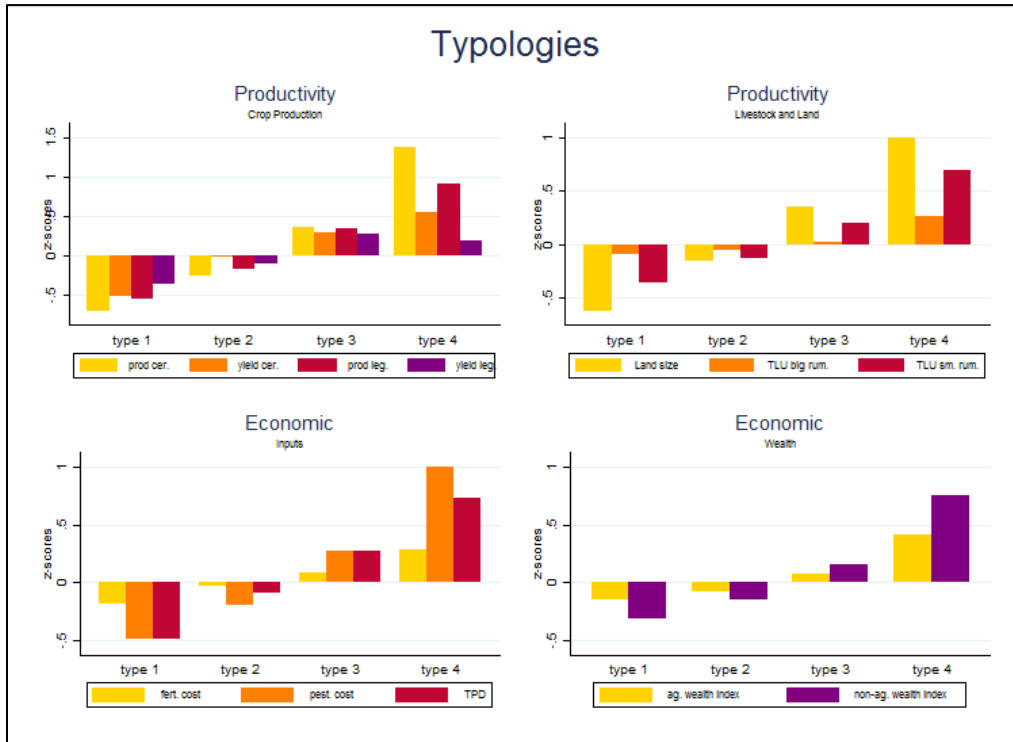 Typologies
Productivity
Crop Production
z-scores
-.5 0 .5 1 1.5
type 1 type 2 type 3 type 4
prod cer. yield cer. prod leg. yield leg.
Productivity
Livestock and Land
z-scores
-.5 0 .5 1
type 1 type 2 type 3 type 4
Land size TLU big rum. TLU sm. rum.
Economic
Inputs
z-scores
-.5 0 .5 1
type 1 type 2 type 3 type 4
fert. cost pest. cost TPD
Economic
Wealth
z-scores
-.5 0 .5 1
type 1 type 2 type 3 type 4
ag. wealth index non-ag. wealth index